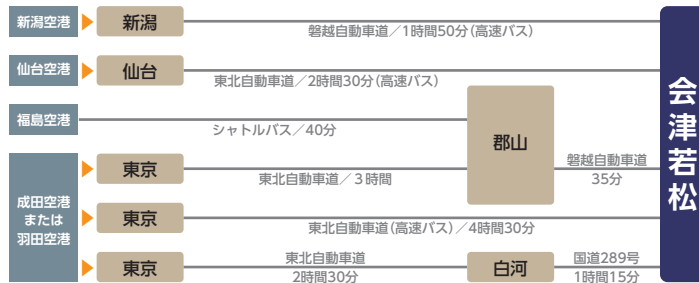 新潟空港
新潟
磐越自動車道／1時間50分（高速バス）
仙台空港
仙台
東北自動車道／2時間30分（高速バス）
福島空港
シャトルバス／40分
郡山
磐越自動車道
35分
成田空港
または
羽田空港
東京
東北自動車道／3時間
東京
東北自動車道（高速バス）／4時間30分
東京
東北自動車道
2時間30分
白河
国道289号
1時間15分
会津若松